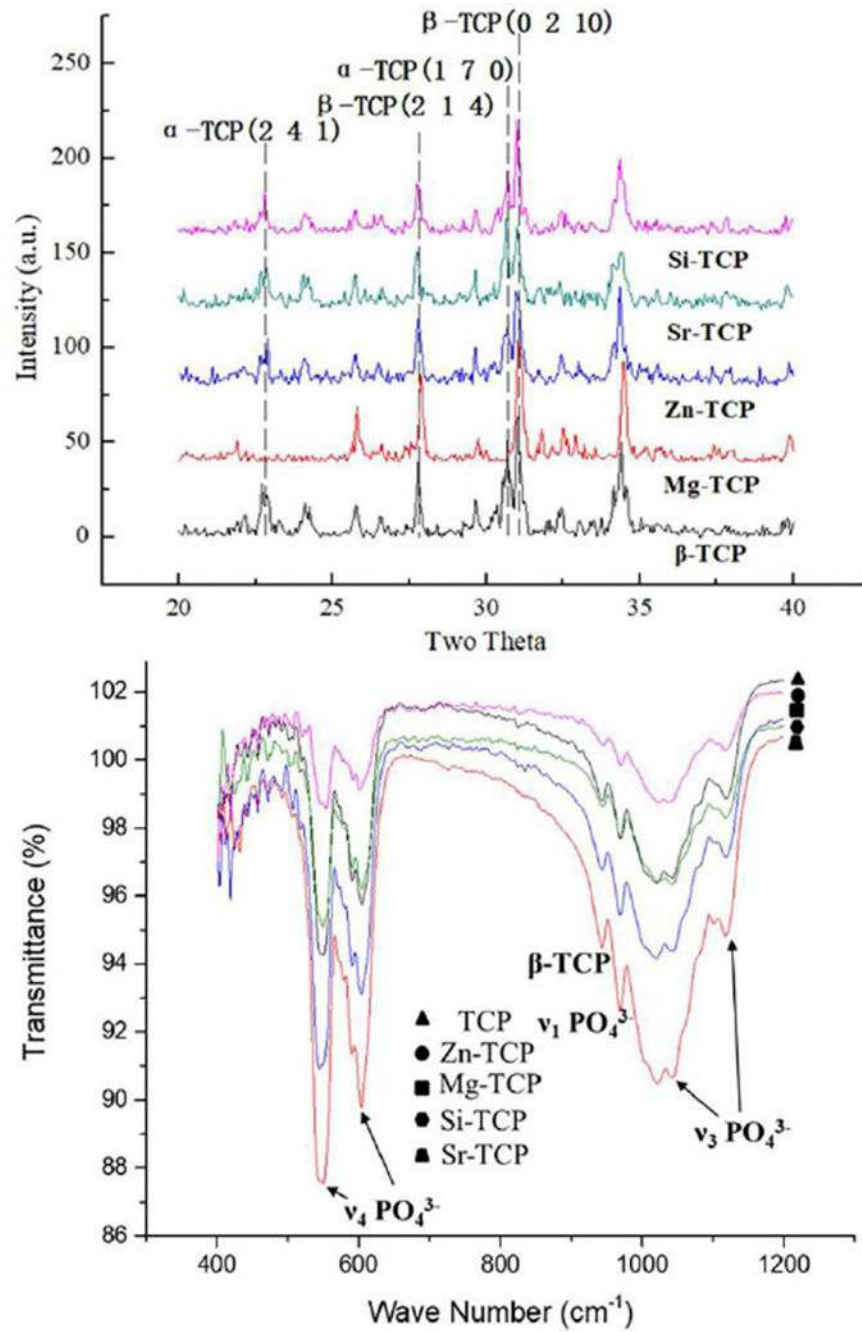 β-TCP(0 2 10)
α-TCP(1 7 0)
β-TCP(2 1 4)
α-TCP(2 4 1)
250
200
150
100
50
0
Intensity (a.u.)
Si-TCP
Sr-TCP
Zn-TCP
Mg-TCP
β-TCP
20 25 30 35 40
Two Theta
102
100
98
96
94
92
90
88
86
Transmittance (%)
β-TCP
ν₁ PO₄³⁻
▲ TCP
● Zn-TCP
■ Mg-TCP
⬢ Si-TCP
Sr-TCP
ν₃ PO₄³⁻
ν₄ PO₄³⁻
400 600 800 1000 1200
Wave Number (cm⁻¹)